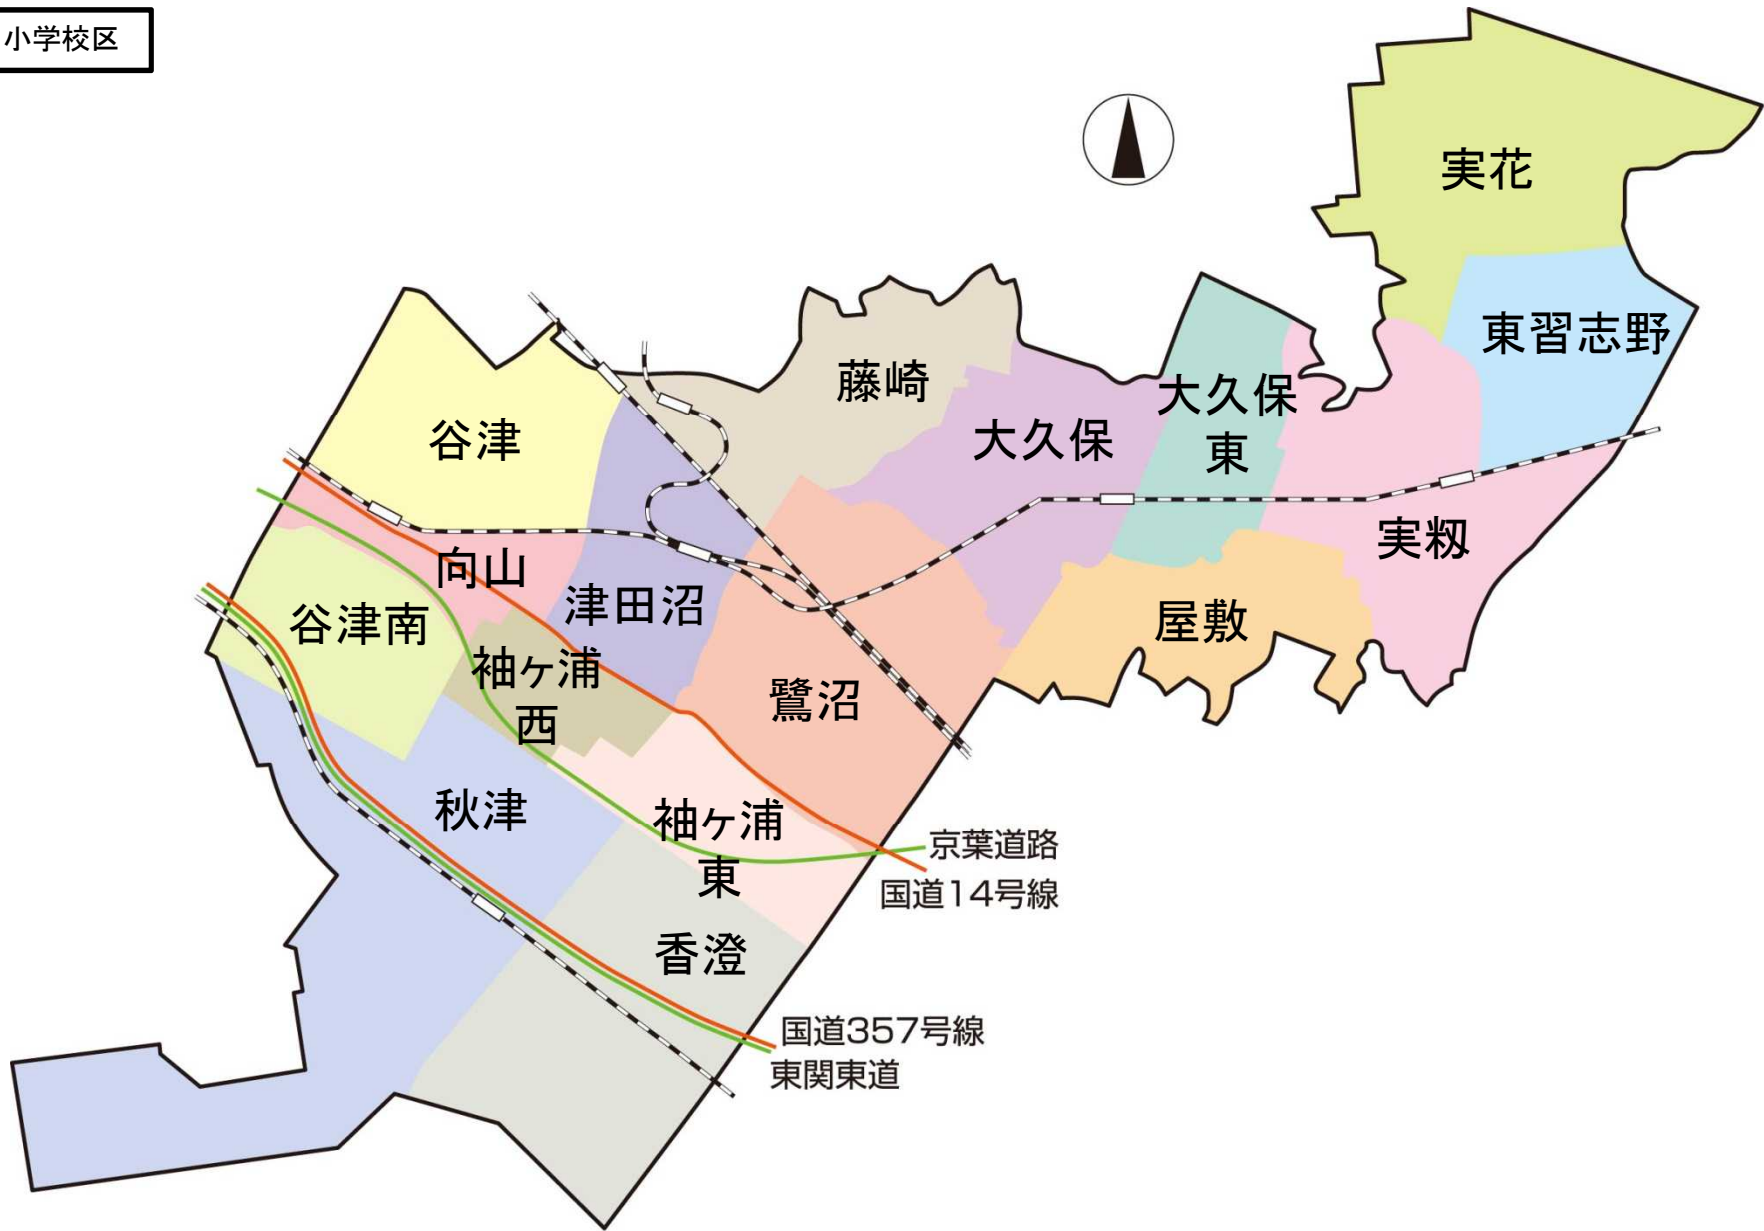 小学校区
実花
東習志野
藤崎
大久保
東
谷津
大久保
実籾
向山
津田沼
谷津南
屋敷
袖ヶ浦
西
鷺沼
秋津
袖ヶ浦
東
京葉道路
国道14号線
香澄
国道357号線
東関東道